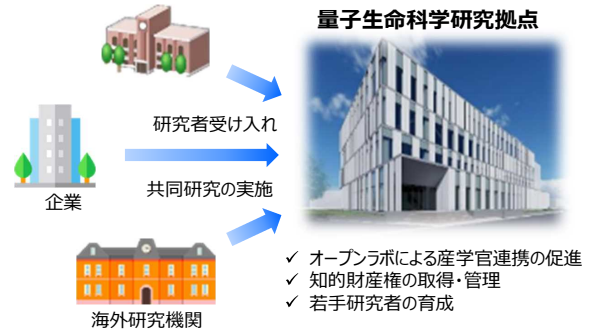 量子生命科学研究拠点
研究者受け入れ
共同研究の実施
企業
海外研究機関
✓ オープンラボによる産学官連携の促進
✓ 知的財産権の取得・管理
✓ 若手研究者の育成